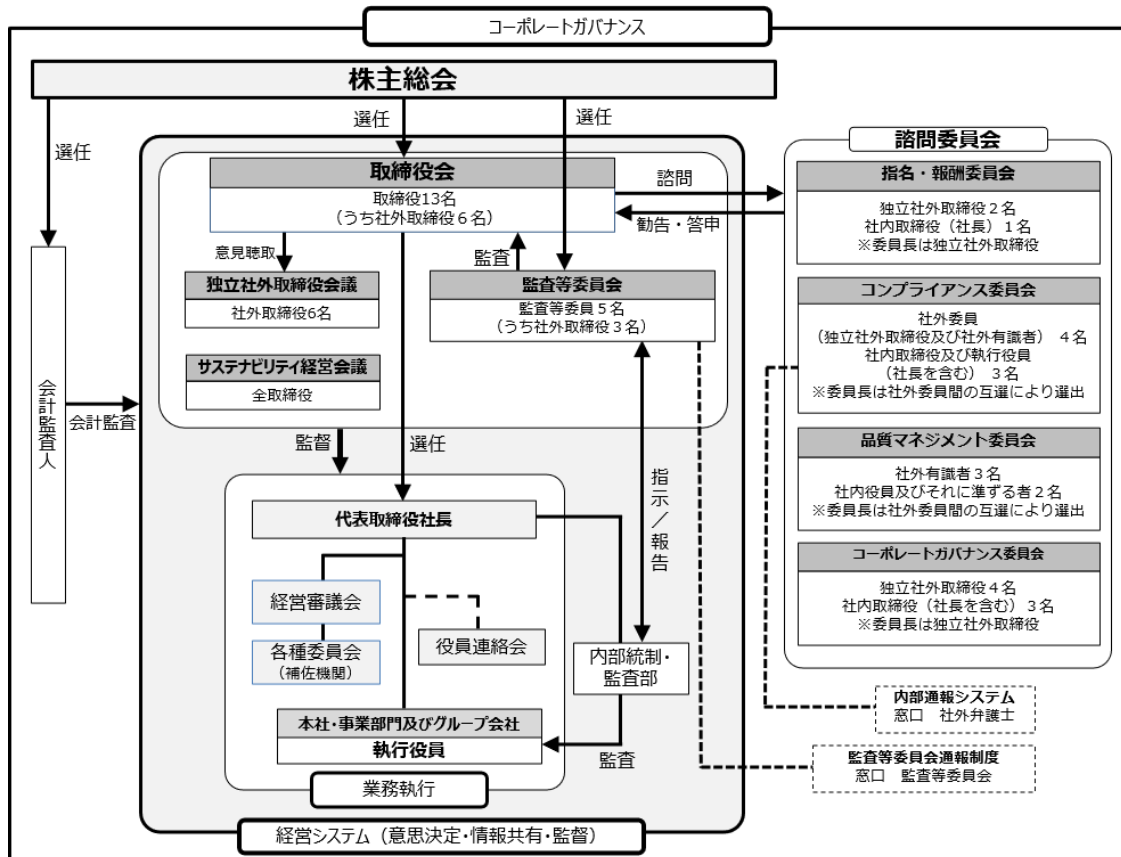 コーポレートガバナンス
株主総会
選任
選任
選任
取締役会
取締役13名
（うち社外取締役６名）
諮問
勧告・答申
意見聴取
監査
独立社外取締役会議
社外取締役6名
監査等委員会
監査等委員５名
（うち社外取締役３名）
サステナビリティ経営会議
全取締役
会計監査人
会計監査
監督
選任
指示／報告
代表取締役社長
経営審議会
各種委員会
（補佐機関）
役員連絡会
内部統制・
監査部
本社・事業部門及びグループ会社
執行役員
監査
業務執行
経営システム（意思決定・情報共有・監督）
諮問委員会
指名・報酬委員会
独立社外取締役２名
社内取締役（社長）１名
※委員長は独立社外取締役
コンプライアンス委員会
社外委員
（独立社外取締役及び社外有識者） ４名
社内取締役及び執行役員
（社長を含む） ３名
※委員長は社外委員間の互選により選出
品質マネジメント委員会
社外有識者３名
社内役員及びそれに準ずる者２名
※委員長は社外委員間の互選により選出
コーポレートガバナンス委員会
独立社外取締役４名
社内取締役（社長を含む）３名
※委員長は独立社外取締役
内部通報システム
窓口　社外弁護士
監査等委員会通報制度
窓口　監査等委員会